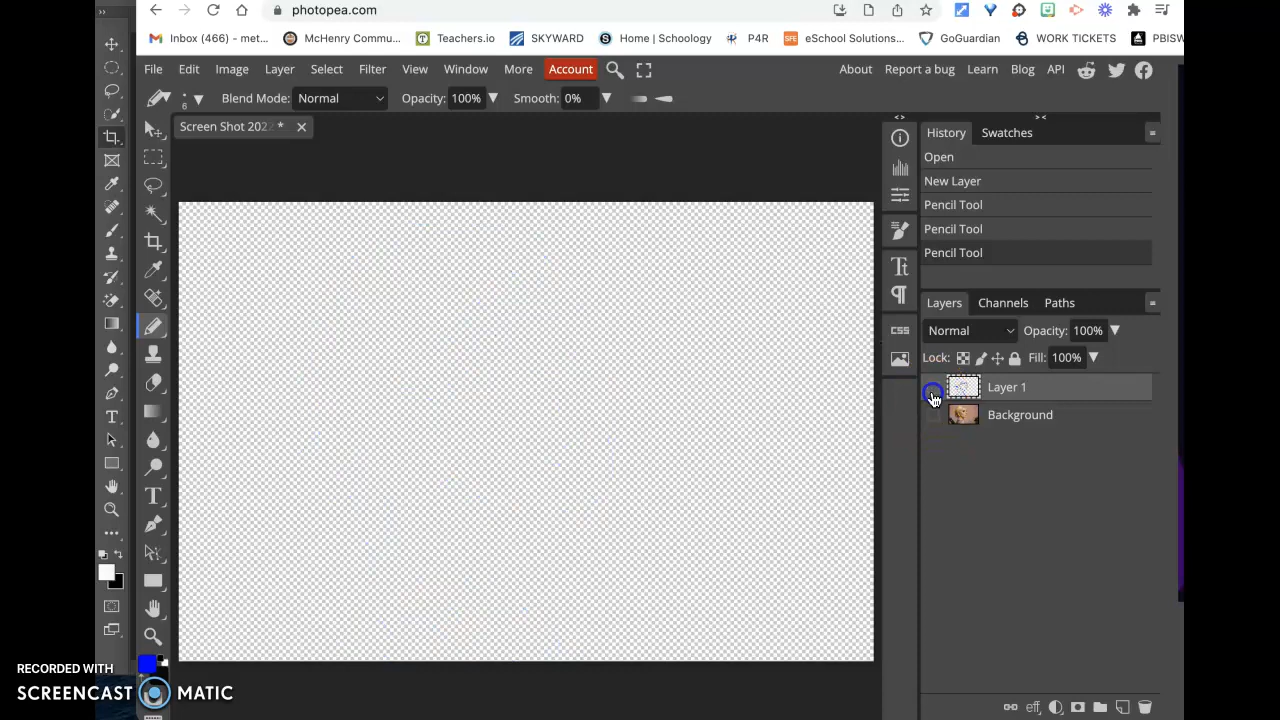 photopea.com
Inbox (466) - met...
McHenry Commu...
Teachers.io
SKYWARD
Home | Schoology
P4R
eSchool Solutions...
GoGuardian
WORK TICKETS
PBISW
File Edit Image Layer Select Filter View Window More Account
About Report a bug Learn Blog API
6 Blend Mode: Normal Opacity: 100% Smooth: 0%
Screen Shot 202 *
History Swatches
Open
New Layer
Pencil Tool
Pencil Tool
Pencil Tool
Layers Channels Paths
Normal Opacity: 100%
Lock: Fill: 100%
Layer 1
Background
CSS
eff
RECORDED WITH
SCREENCAST MATIC